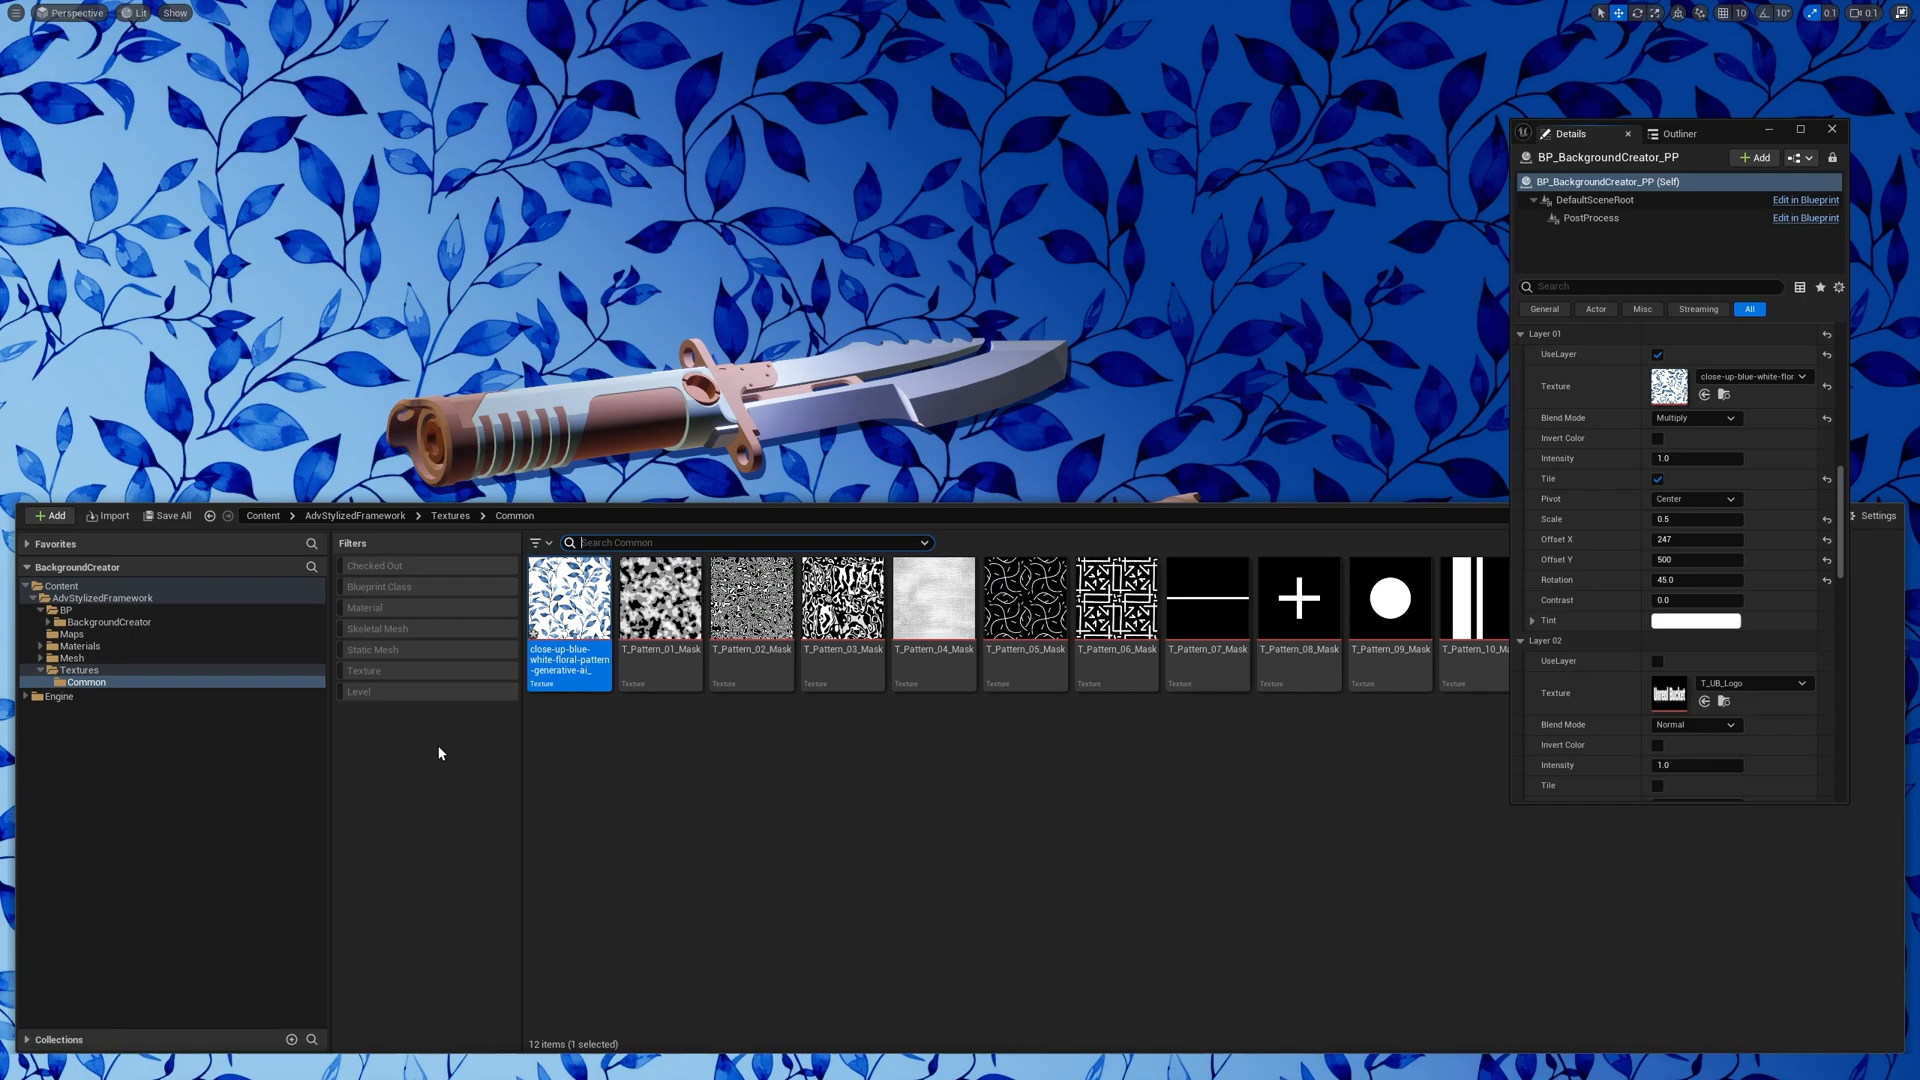 Perspective Lit Show
10 10° 0.1 0.1
Details Outliner
BP_BackgroundCreator_PP Add
BP_BackgroundCreator_PP (Self)
DefaultSceneRoot Edit in Blueprint
PostProcess Edit in Blueprint
Search
General Actor Misc Streaming All
Layer 01
UseLayer
Texture close-up-blue-white-flor
Blend Mode Multiply
Invert Color
Intensity 1.0
Tile
Pivot Center
Scale 0.5
Offset X 247
Offset Y 500
Rotation 45.0
Contrast 0.0
Tint
Layer 02
UseLayer
Texture Unreal Bucket T_UB_Logo
Blend Mode Normal
Invert Color
Intensity 1.0
Tile
Add Import Save All Content AdvStylizedFramework Textures Common Settings
Favorites
BackgroundCreator
Content
AdvStylizedFramework
BP
BackgroundCreator
Maps
Materials
Mesh
Textures
Common
Engine
Collections
Filters
Checked Out
Blueprint Class
Material
Skeletal Mesh
Static Mesh
Texture
Level
Search Common
close-up-blue-
white-floral-pattern
-generative-ai_
Texture
T_Pattern_01_Mask
Texture
T_Pattern_02_Mask
Texture
T_Pattern_03_Mask
Texture
T_Pattern_04_Mask
Texture
T_Pattern_05_Mask
Texture
T_Pattern_06_Mask
Texture
T_Pattern_07_Mask
Texture
T_Pattern_08_Mask
Texture
T_Pattern_09_Mask
Texture
T_Pattern_10_M
Texture
12 items (1 selected)